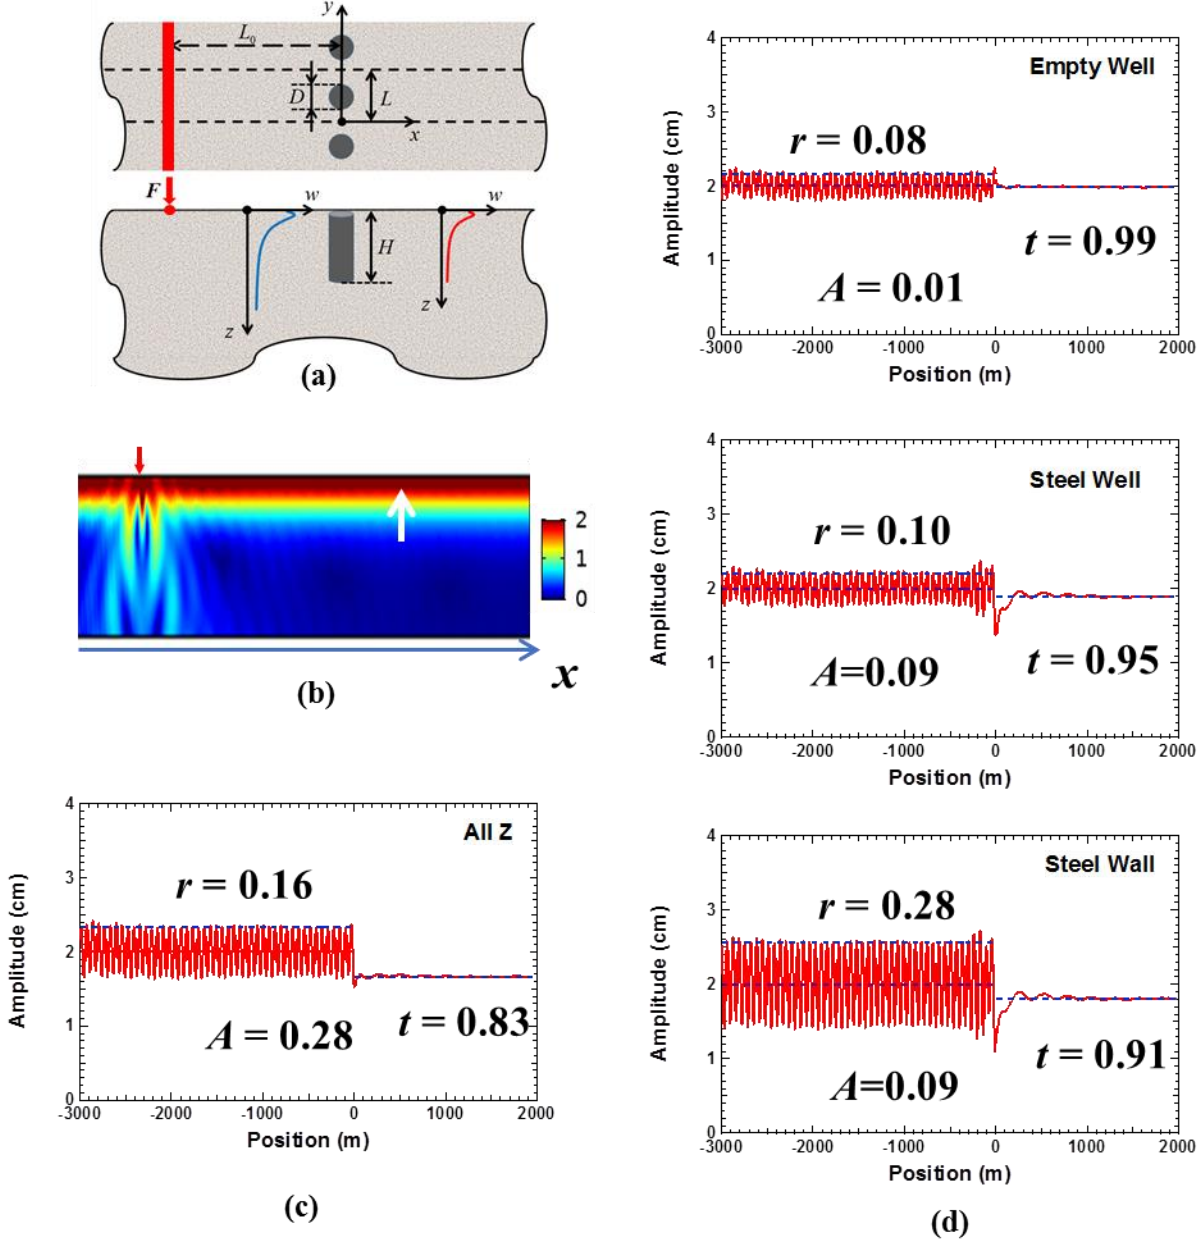 y
L₀
D
L
x
F
w
w
H
z
z
(a)
2
1
0
x
(b)
4
3
2
1
0
Amplitude (cm)
All Z
r = 0.16
t = 0.83
A = 0.28
-3000 -2000 -1000 0 1000 2000
Position (m)
(c)
4
3
2
1
0
Amplitude (cm)
Empty Well
r = 0.08
t = 0.99
A = 0.01
-3000 -2000 -1000 0 1000 2000
Position (m)
4
3
2
1
0
Amplitude (cm)
Steel Well
r = 0.10
t = 0.95
A=0.09
-3000 -2000 -1000 0 1000 2000
Position (m)
4
3
2
1
0
Amplitude (cm)
Steel Wall
r = 0.28
t = 0.91
A=0.09
-3000 -2000 -1000 0 1000 2000
Position (m)
(d)